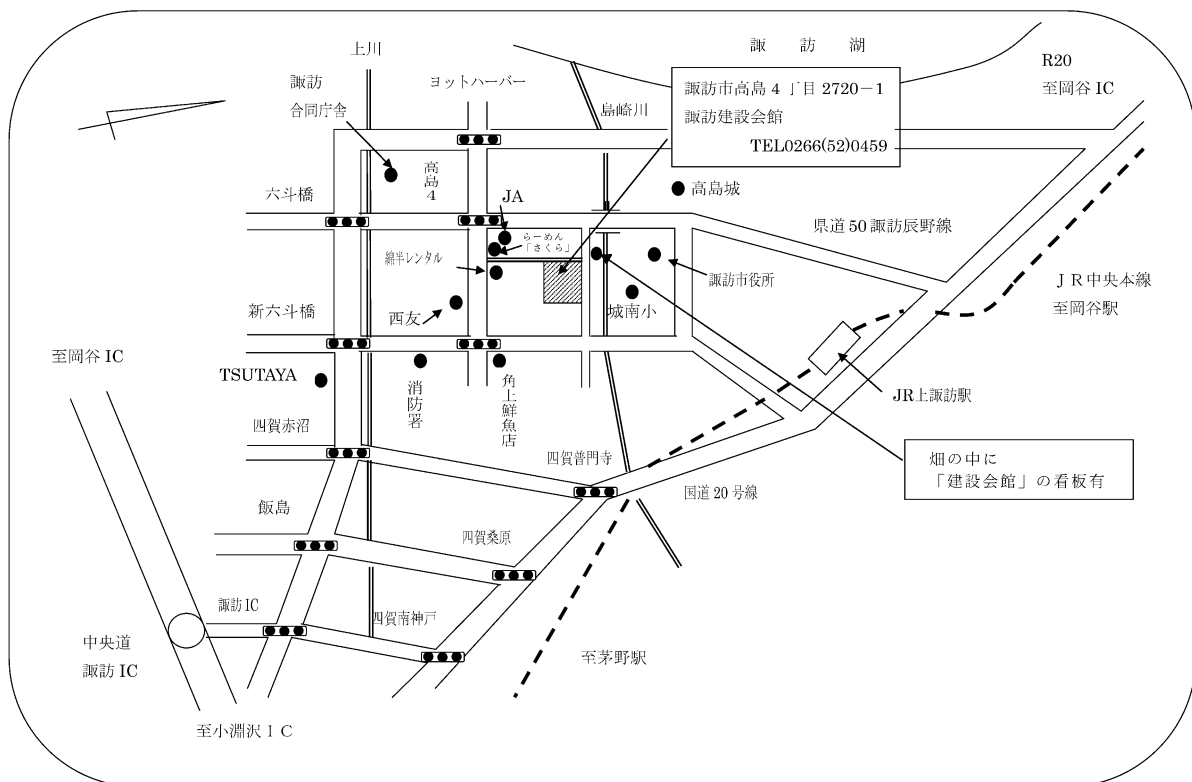 上川
諏訪湖
R20
至岡谷 IC
諏訪
合同庁舎
ヨットハーバー
島崎川
諏訪市高島 4 丁目 2720－1
諏訪建設会館
TEL0266(52)0459
高島４
六斗橋
JA
高島城
らーめん
「さくら」
県道 50 諏訪辰野線
綿半レンタル
諏訪市役所
ＪＲ中央本線
至岡谷駅
新六斗橋
西友
城南小
至岡谷 IC
TSUTAYA
消防署
角上鮮魚店
JR上諏訪駅
四賀赤沼
四賀普門寺
畑の中に
「建設会館」の看板有
国道 20 号線
飯島
四賀桑原
諏訪 IC
四賀南神戸
中央道
諏訪 IC
至茅野駅
至小淵沢ＩＣ